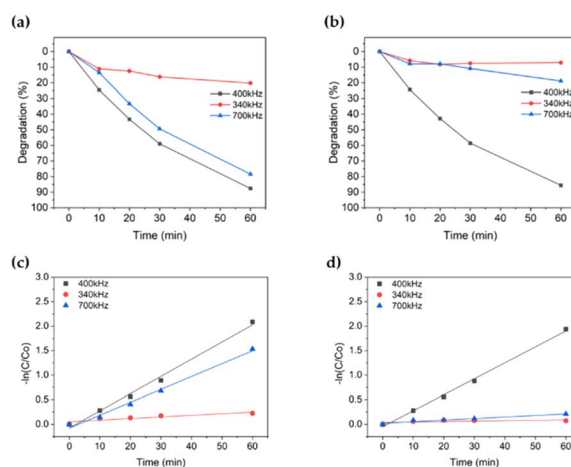 (a)
0
10
20
30
40
50
60
70
80
90
100
Degradation (%)
400kHz
340kHz
700kHz
0 10 20 30 40 50 60
Time (min)
(b)
0
10
20
30
40
50
60
70
80
90
100
Degradation (%)
400kHz
340kHz
700kHz
0 10 20 30 40 50 60
Time (min)
(c)
3.0
2.5
2.0
1.5
1.0
0.5
0.0
-ln(C/Co)
400kHz
340kHz
700kHz
0 10 20 30 40 50 60
Time (min)
d)
3.0
2.5
2.0
1.5
1.0
0.5
0.0
-ln(C/Co)
400kHz
340kHz
700kHz
0 10 20 30 40 50 60
Time (min)